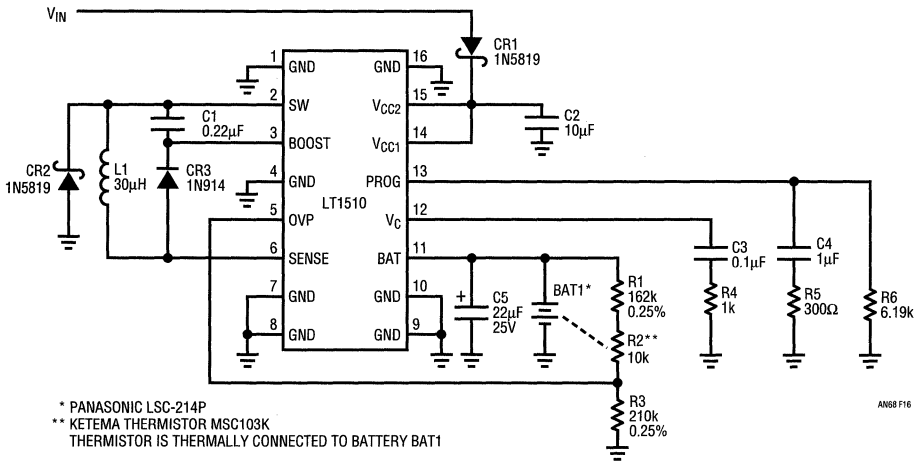 VIN
CR1
1N5819
1
GND
2
SW
3
BOOST
4
GND
5
OVP
6
SENSE
7
GND
8
GND
LT1510
16
GND
15
VCC2
14
VCC1
13
PROG
12
VC
11
BAT
10
GND
9
GND
C1
0.22µF
C2
10µF
CR2
1N5819
L1
30µH
CR3
1N914
+
C5
22µF
25V
BAT1*
R1
162k
0.25%
R2**
10k
R3
210k
0.25%
C3
0.1µF
R4
1k
C4
1µF
R5
300Ω
R6
6.19k
* PANASONIC LSC-214P
** KETEMA THERMISTOR MSC103K
THERMISTOR IS THERMALLY CONNECTED TO BATTERY BAT1
AN68 F16